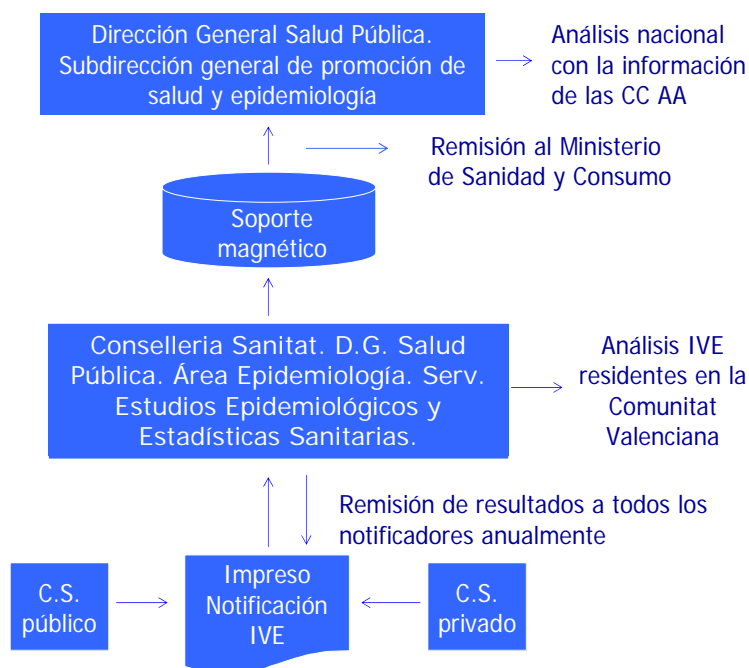 Dirección General Salud Pública.
Subdirección general de promoción de
salud y epidemiología
Análisis nacional
con la información
de las CC AA
Remisión al Ministerio
de Sanidad y Consumo
Soporte
magnético
Conselleria Sanitat. D.G. Salud
Pública. Área Epidemiología. Serv.
Estudios Epidemiológicos y
Estadísticas Sanitarias.
Análisis IVE
residentes en la
Comunitat
Valenciana
Remisión de resultados a todos los
notificadores anualmente
C.S.
público
Impreso
Notificación
IVE
C.S.
privado